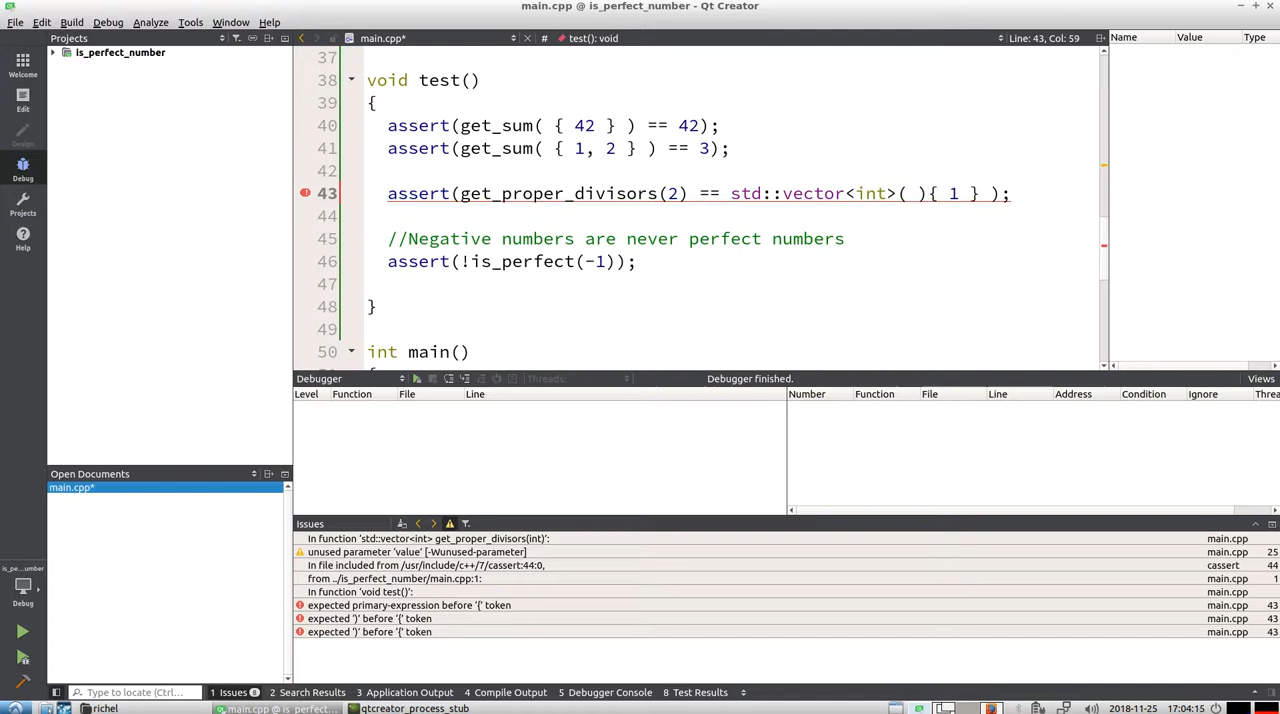 main.cpp @ is_perfect_number - Qt Creator
File Edit Build Debug Analyze Tools Window Help
Projects
main.cpp*
#
test(): void
Line: 43, Col: 59
Name Value Type
is_perfect_number
Welcome
Edit
Design
Debug
Projects
Help
37
38 void test()
39 {
40 assert(get_sum( { 42 } ) == 42);
41 assert(get_sum( { 1, 2 } ) == 3);
42
43 assert(get_proper_divisors(2) == std::vector<int>( ){ 1 } );
44
45 //Negative numbers are never perfect numbers
46 assert(!is_perfect(-1));
47
48 }
49
50 int main()
Debugger
Threads:
Debugger finished.
Views
Level Function File Line
Number Function File Line Address Condition Ignore Threa
Open Documents
main.cpp*
Issues
In function 'std::vector<int> get_proper_divisors(int)': main.cpp
unused parameter 'value' [-Wunused-parameter] main.cpp 25
In file included from /usr/include/c++/7/cassert:44:0, cassert 44
from ../is_perfect_number/main.cpp:1: main.cpp 1
In function 'void test()': main.cpp
expected primary-expression before '{' token main.cpp 43
expected ')' before '{' token main.cpp 43
expected ')' before '{' token main.cpp 43
is_pe...umber
Debug
Type to locate (Ctrl...
1 Issues 8
2 Search Results
3 Application Output
4 Compile Output
5 Debugger Console
8 Test Results
richel
main.cpp @ is_perfect...
qtcreator_process_stub
2018-11-25 17:04:15